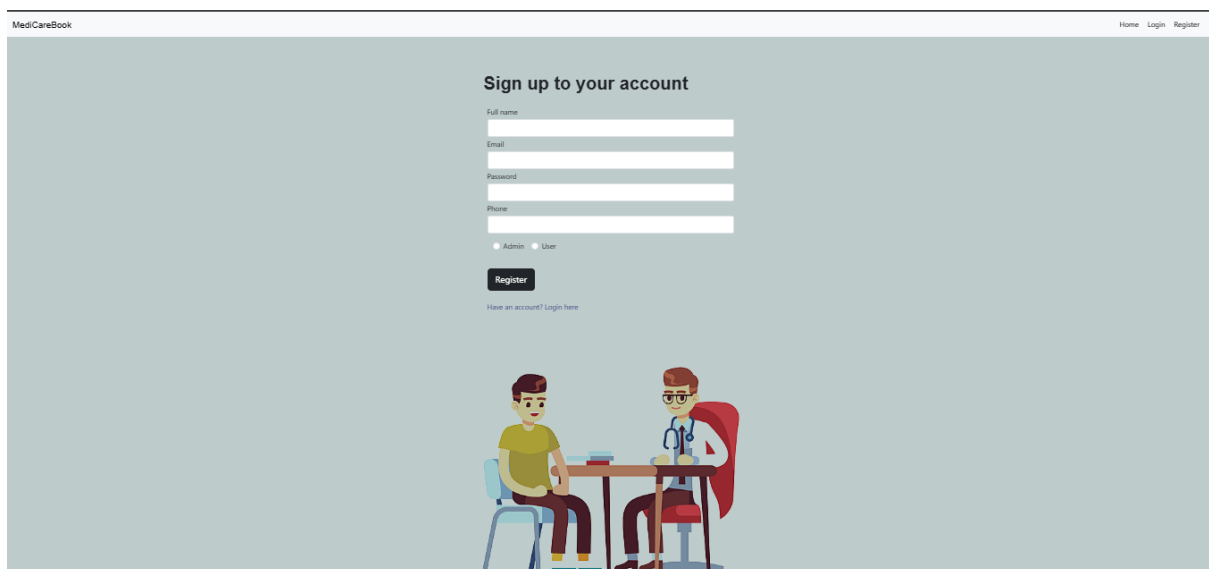 MediCareBook
Home Login Register
Sign up to your account
Full name
Email
Password
Phone
Admin User
Register
Have an account? Login here